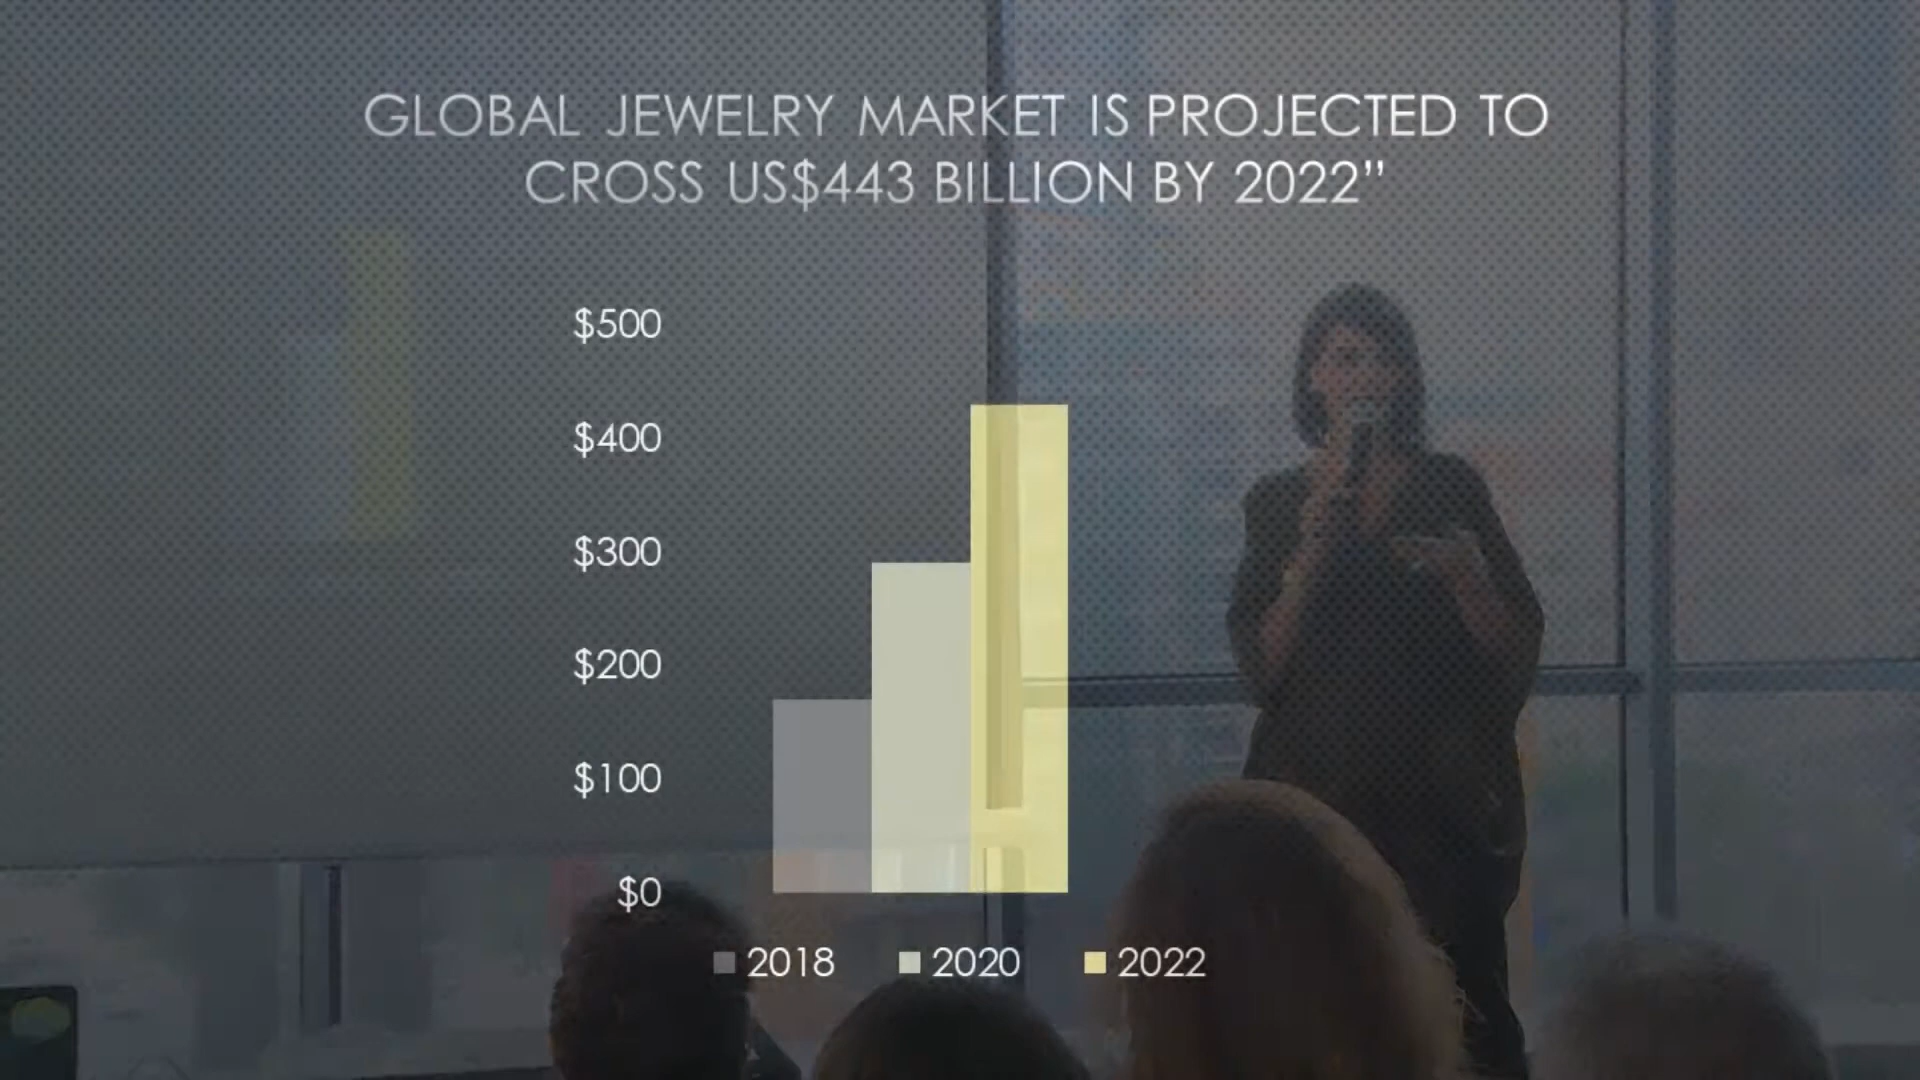 GLOBAL JEWELRY MARKET IS PROJECTED TO
CROSS US$443 BILLION BY 2022”
$500
$400
$300
$200
$100
$0
2018 2020 2022